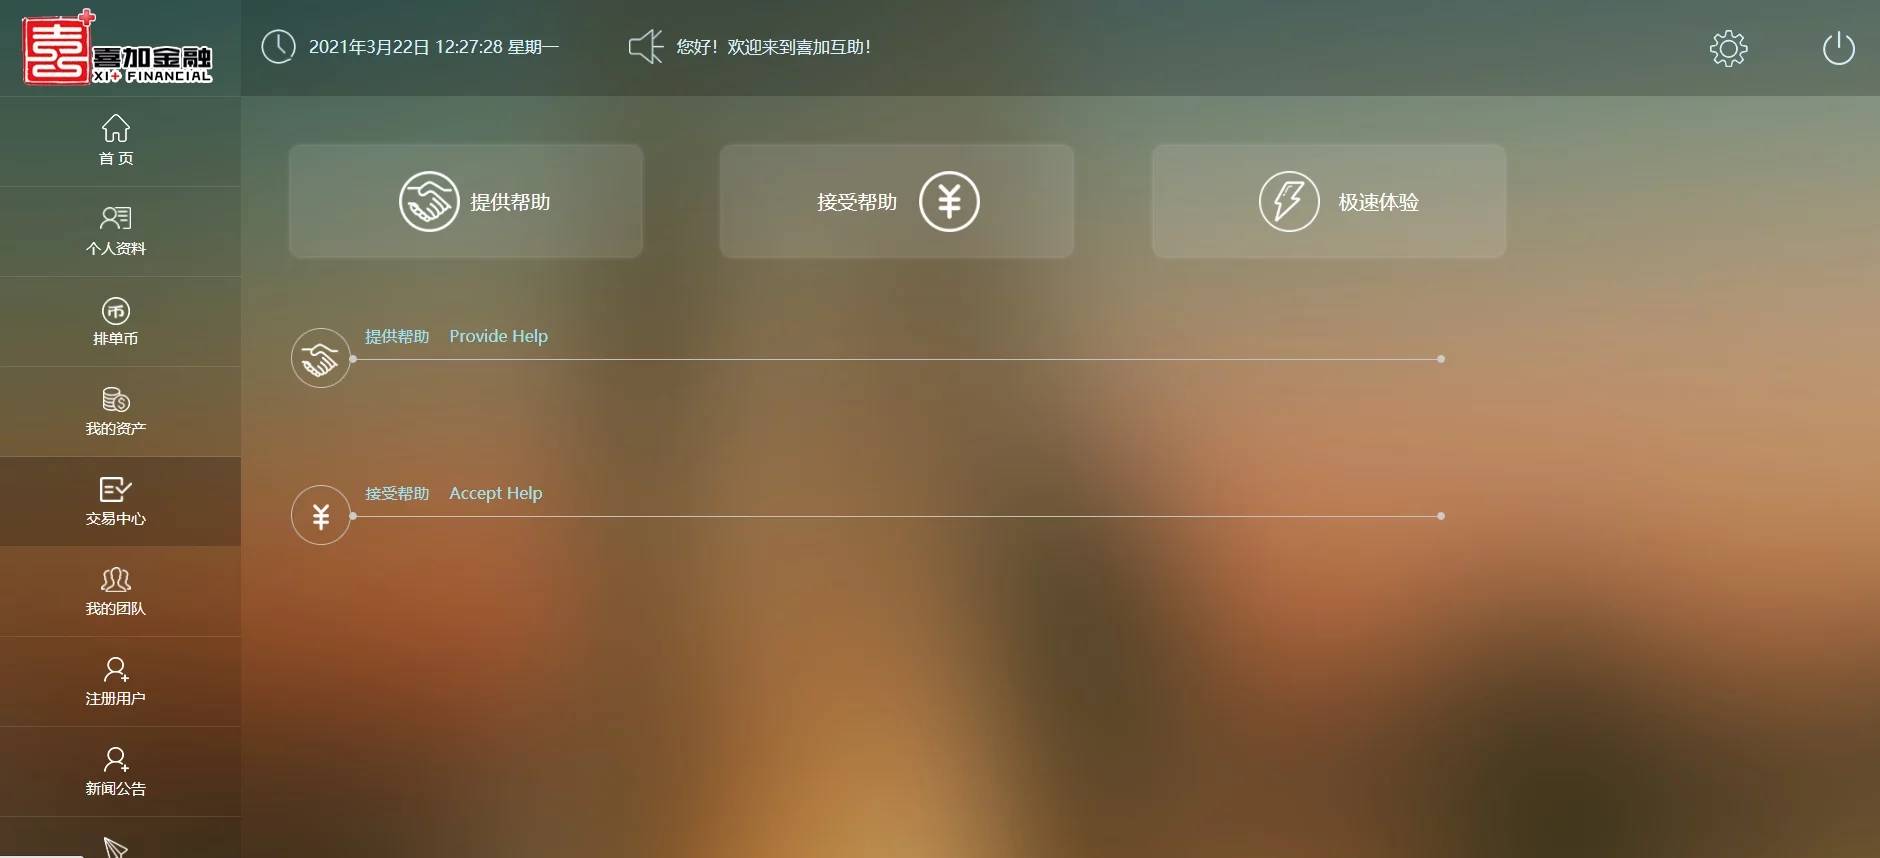 喜加金融
XI+ FINANCIAL
2021年3月22日 12:27:28 星期一
您好！欢迎来到喜加互助！
首 页
个人资料
币
排单币
我的资产
交易中心
我的团队
注册用户
新闻公告
提供帮助
接受帮助 ¥
极速体验
提供帮助 Provide Help
¥
接受帮助 Accept Help